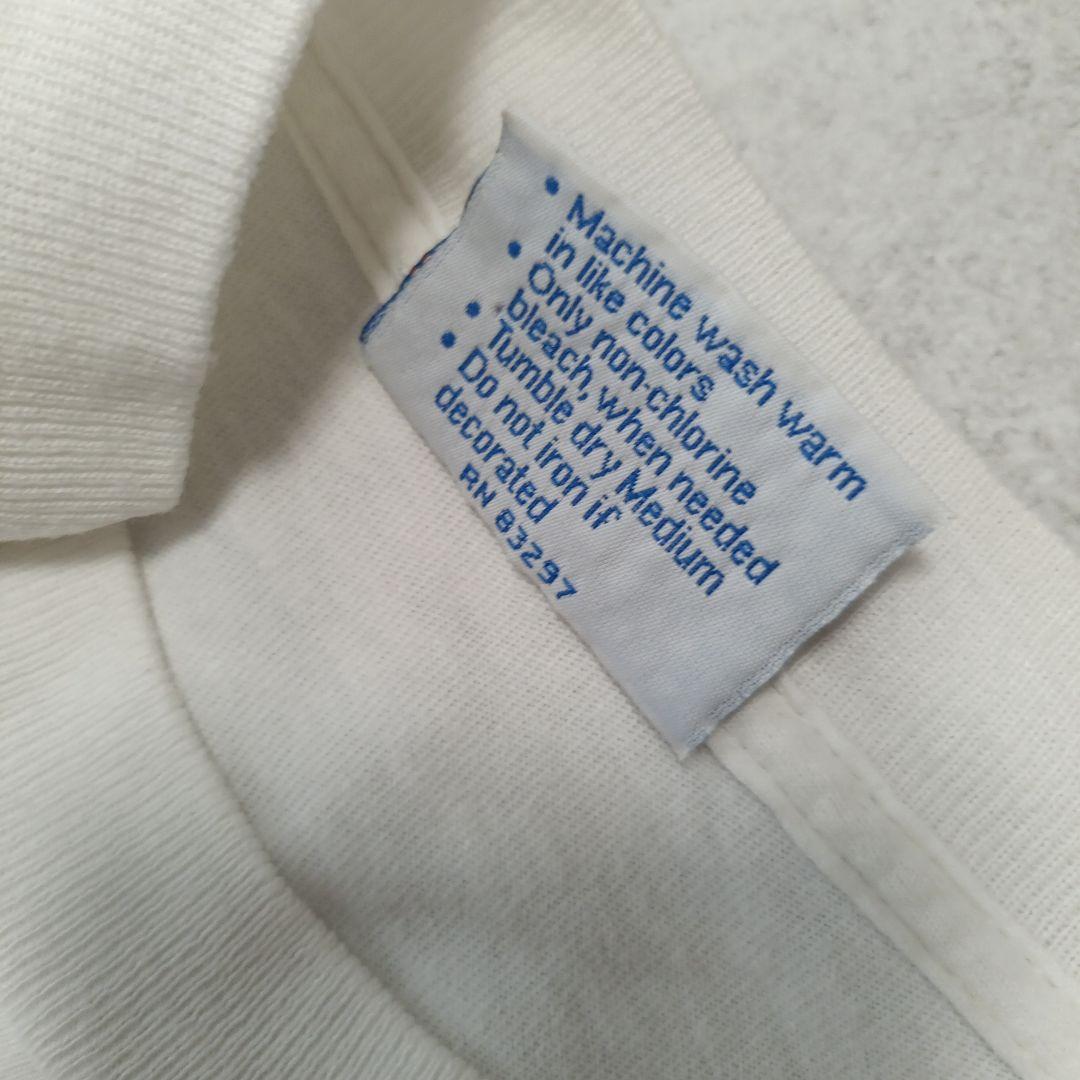 • Machine wash warm
in like colors
• Only non-chlorine
bleach, when needed
• Tumble dry Medium
• Do not iron if
decorated
RN 83297